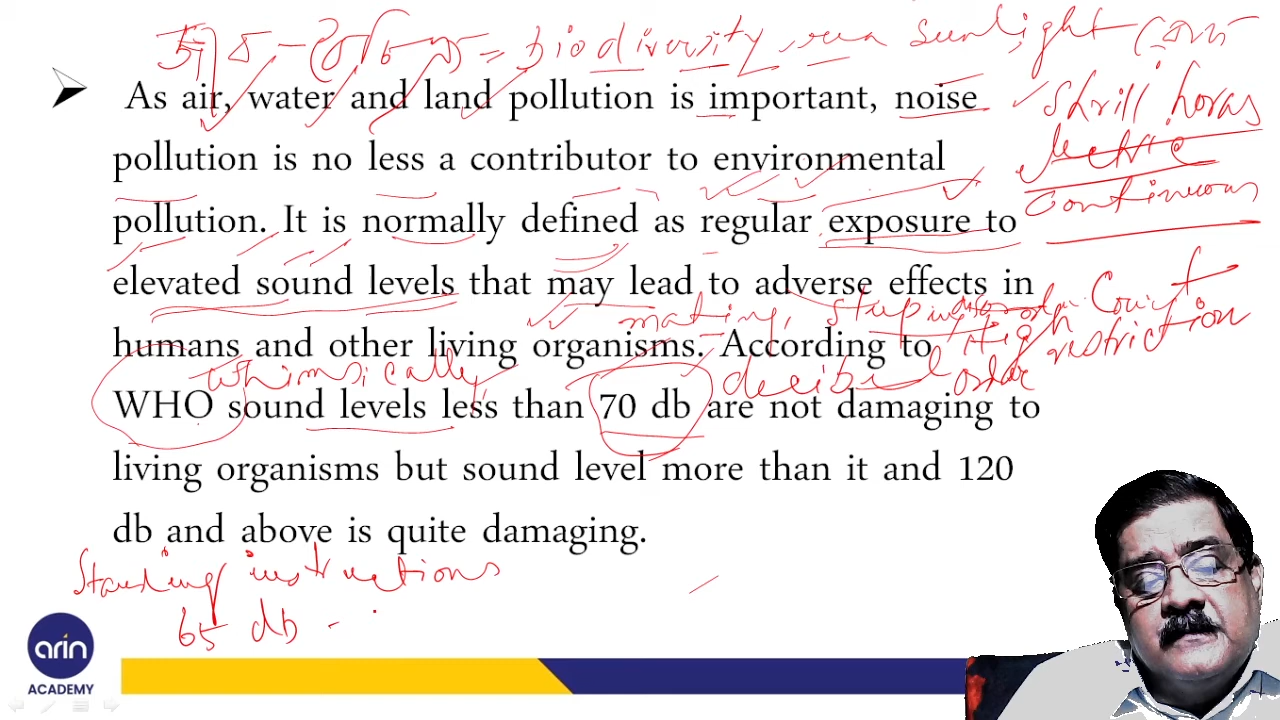 = biodiversity, sunlight
As air, water and land pollution is important, noise
shrill horns
pollution is no less a contributor to environmental
continuous
pollution. It is normally defined as regular exposure to
elevated sound levels that may lead to adverse effects in
making, Court
humans and other living organisms. According to
High restriction
whimsically decibel order
WHO sound levels less than 70 db are not damaging to
living organisms but sound level more than it and 120
db and above is quite damaging.
Standing instructions
65 db -
arin
ACADEMY